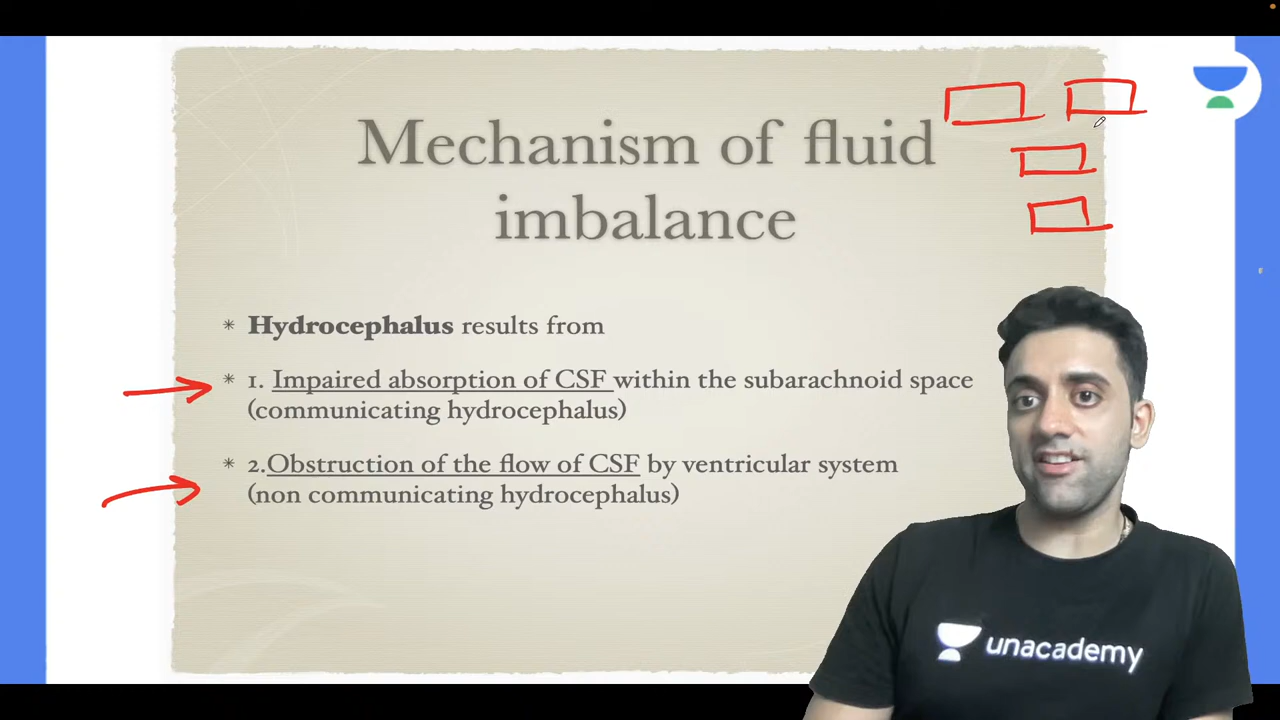 Mechanism of fluid
imbalance
* Hydrocephalus results from
* 1. Impaired absorption of CSF within the subarachnoid space
(communicating hydrocephalus)
* 2.Obstruction of the flow of CSF by ventricular system
(non communicating hydrocephalus)
unacademy